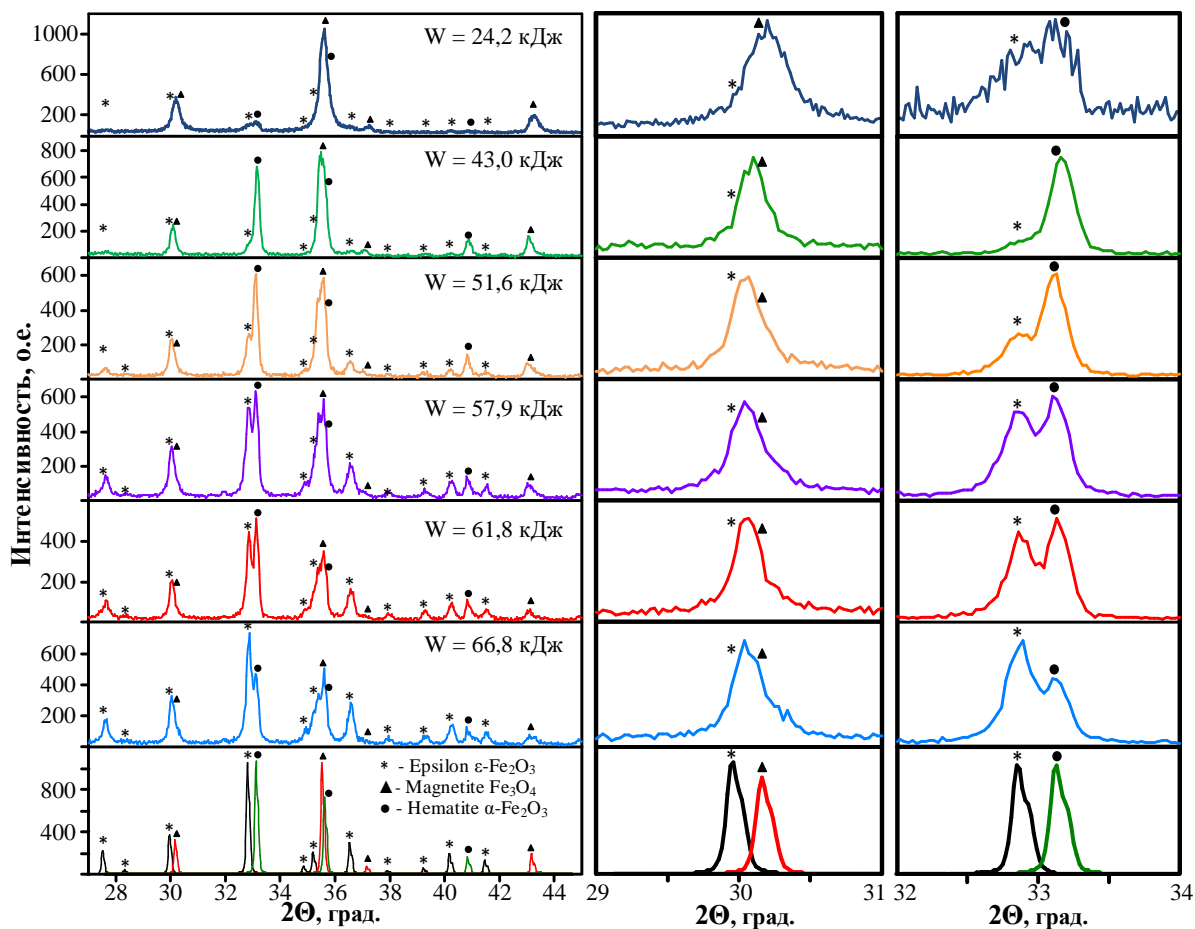 Интенсивность, о.е.
1000
600
200
W = 24,2 кДж
800
600
400
200
W = 43,0 кДж
600
400
200
W = 51,6 кДж
600
400
200
W = 57,9 кДж
400
200
W = 61,8 кДж
600
400
200
W = 66,8 кДж
800
400
* - Epsilon ε-Fe₂O₃
▲- Magnetite Fe₃O₄
● - Hematite α-Fe₂O₃
28 30 32 34 36 38 40 42 44
2Θ, град.
29 30 31
2Θ, град.
32 33 34
2Θ, град.